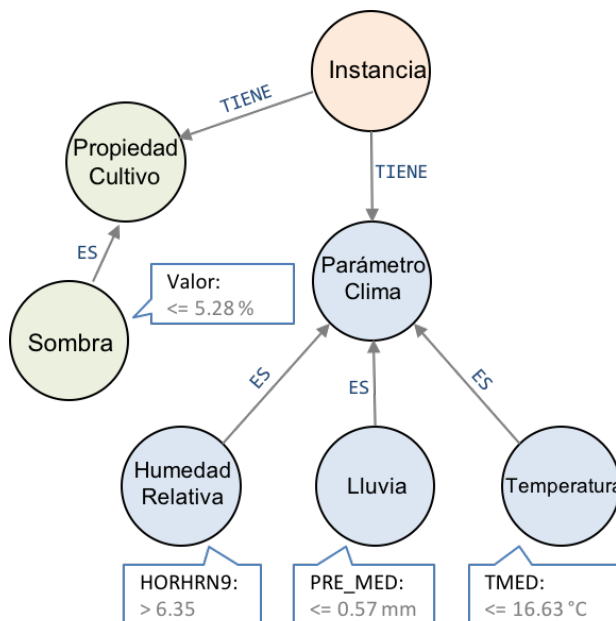 Instancia
TIENE
Propiedad
Cultivo
TIENE
ES
Parámetro
Clima
Valor:
<= 5.28 %
Sombra
ES
ES
ES
Humedad
Relativa
Lluvia
Temperatura
HORHRN9:
> 6.35
PRE_MED:
<= 0.57 mm
TMED:
<= 16.63 °C